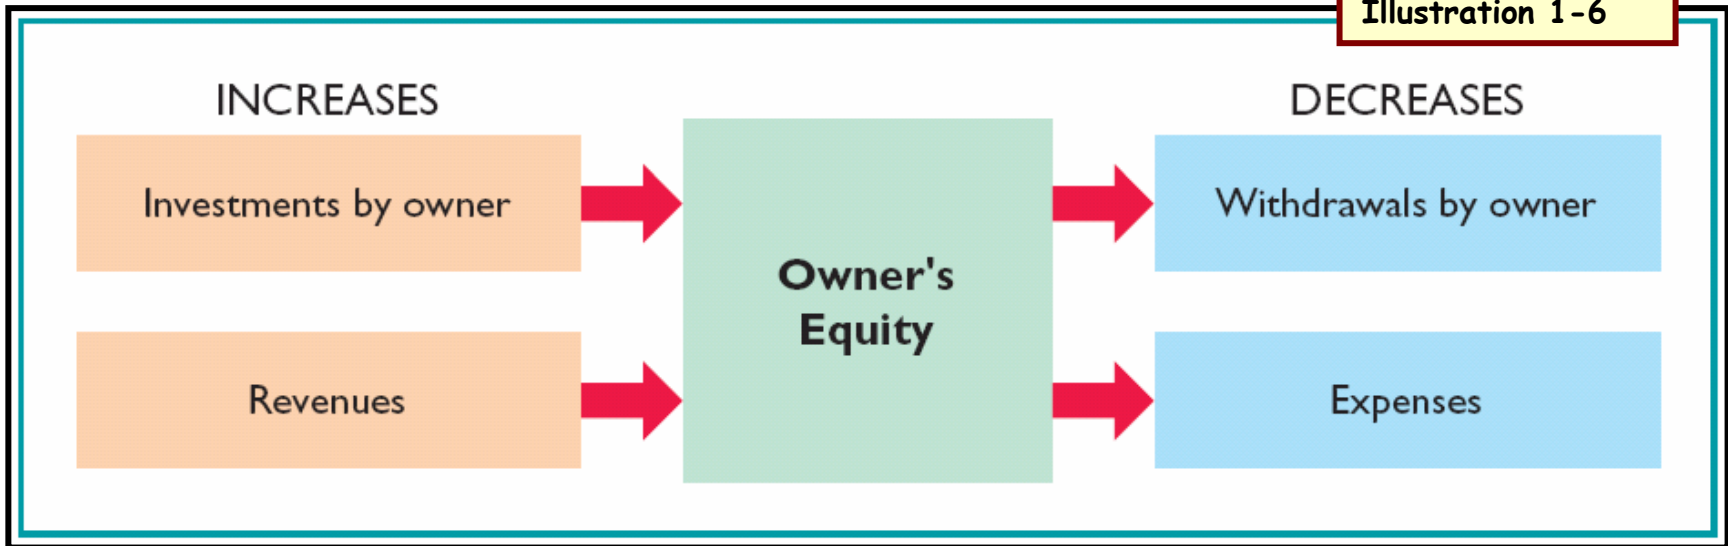 Illustration 1-6
INCREASES
DECREASES
Investments by owner
Withdrawals by owner
Owner's
Equity
Revenues
Expenses